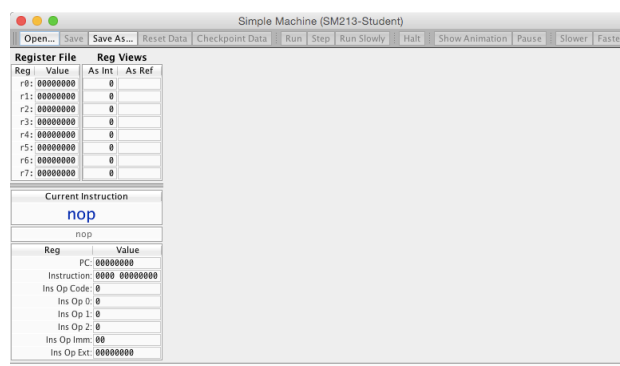 Simple Machine (SM213-Student)
Open... Save Save As... Reset Data Checkpoint Data Run Step Run Slowly Halt Show Animation Pause Slower Faste
Register File Reg Views
Reg Value As Int As Ref
r0: 00000000 0
r1: 00000000 0
r2: 00000000 0
r3: 00000000 0
r4: 00000000 0
r5: 00000000 0
r6: 00000000 0
r7: 00000000 0
Current Instruction
nop
nop
Reg Value
PC: 00000000
Instruction: 0000 00000000
Ins Op Code: 0
Ins Op 0: 0
Ins Op 1: 0
Ins Op 2: 0
Ins Op Imm: 00
Ins Op Ext: 00000000